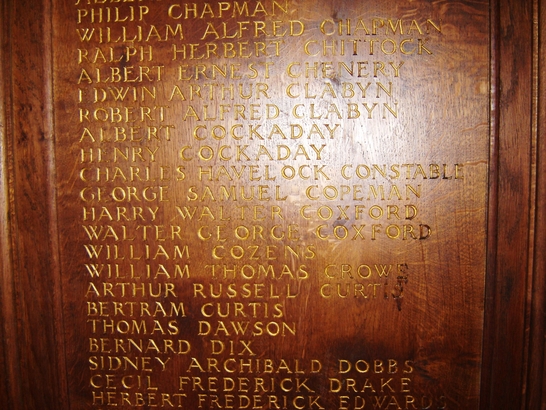 PHILIP CHAPMAN
WILLIAM ALFRED CHAPMAN
RALPH HERBERT CHITTOCK
ALBERT ERNEST CHENERY
EDWIN ARTHUR CLABYN
ROBERT ALFRED CLABYN
ALBERT COCKADAY
HENRY COCKADAY
CHARLES HAVELOCK CONSTABLE
GEORGE SAMUEL COPEMAN
HARRY WALTER COXFORD
WALTER GEORGE COXFORD
WILLIAM COZENS
WILLIAM THOMAS CROWE
ARTHUR RUSSELL CURTIS
BERTRAM CURTIS
THOMAS DAWSON
BERNARD DIX
SIDNEY ARCHIBALD DOBBS
CECIL FREDERICK DRAKE
HERBERT FREDERICK EDWARDS